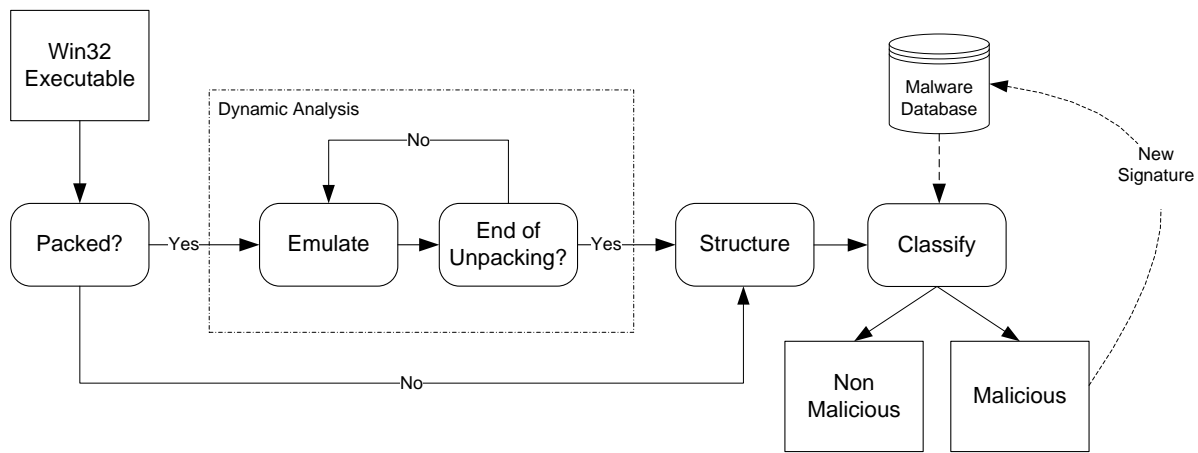 Win32
Executable
Dynamic Analysis
Malware
Database
No
New
Signature
Packed?
Yes
Emulate
End of
Unpacking?
Yes
Structure
Classify
No
Non
Malicious
Malicious